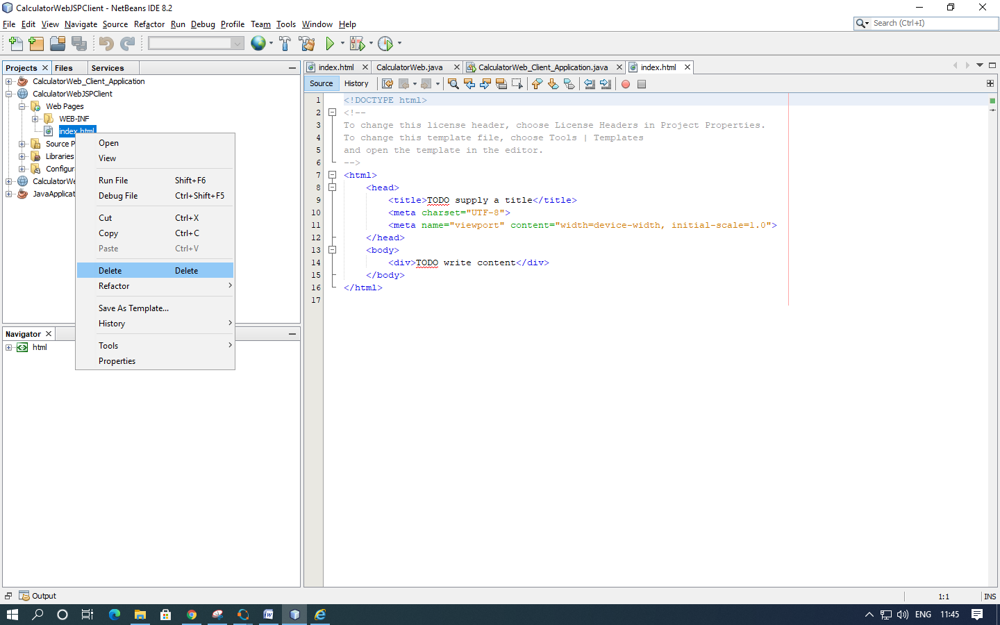 CalculatorWebJSPClient - NetBeans IDE 8.2
File Edit View Navigate Source Refactor Run Debug Profile Team Tools Window Help
Search (Ctrl+I)
Projects Files Services
CalculatorWeb_Client_Application
CalculatorWebJSPClient
Web Pages
WEB-INF
index.html
Source P
Libraries
Configur
CalculatorWe
JavaApplicat
Open
View
Run File Shift+F6
Debug File Ctrl+Shift+F5
Cut Ctrl+X
Copy Ctrl+C
Paste Ctrl+V
Delete Delete
Refactor
Save As Template...
History
Tools
Properties
Navigator
html
index.html CalculatorWeb.java CalculatorWeb_Client_Application.java index.html
Source History
1 <!DOCTYPE html>
2 <!--
3 To change this license header, choose License Headers in Project Properties.
4 To change this template file, choose Tools | Templates
5 and open the template in the editor.
6 -->
7 <html>
8 <head>
9 <title>TODO supply a title</title>
10 <meta charset="UTF-8">
11 <meta name="viewport" content="width=device-width, initial-scale=1.0">
12 </head>
13 <body>
14 <div>TODO write content</div>
15 </body>
16 </html>
17
Output
1:1 INS
ENG 11:45